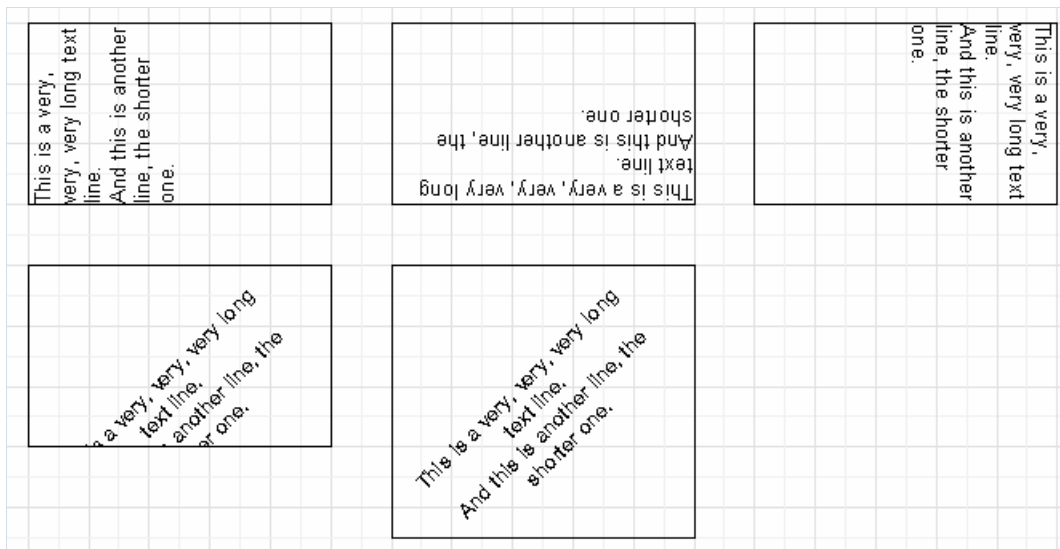 This is a very,
very, very long text
line.
And this is another
line, the shorter
one.
This is a very, very, very long
text line.
And this is another line, the
shorter one.
This is a very,
very, very long text
line.
And this is another
line, the shorter
one.
a very, very, very long
text line.
another line, the
one.
This is a very, very, very long
text line.
And this is another line, the
shorter one.